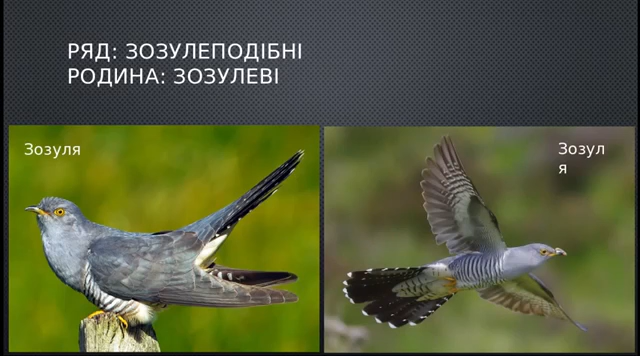 РЯД: ЗОЗУЛЕПОДІБНІ
РОДИНА: ЗОЗУЛЕВІ
Зозуля
Зозул
я